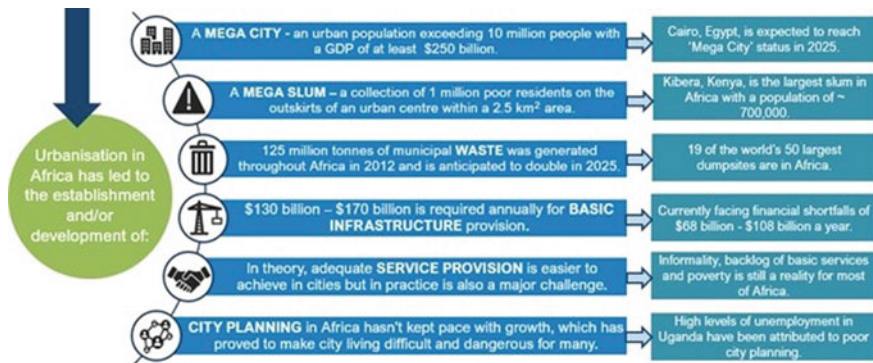 A MEGA CITY - an urban population exceeding 10 million people with
a GDP of at least $250 billion.
Cairo, Egypt, is expected to reach
'Mega City' status in 2025.
A MEGA SLUM – a collection of 1 million poor residents on the
outskirts of an urban centre within a 2.5 km² area.
Kibera, Kenya, is the largest slum in
Africa with a population of ~
700,000.
Urbanisation in
Africa has led to
the establishment
and/or
development of:
125 million tonnes of municipal WASTE was generated
throughout Africa in 2012 and is anticipated to double in 2025.
19 of the world's 50 largest
dumpsites are in Africa.
$130 billion – $170 billion is required annually for BASIC
INFRASTRUCTURE provision.
Currently facing financial shortfalls of
$68 billion - $108 billion a year.
In theory, adequate SERVICE PROVISION is easier to
achieve in cities but in practice is also a major challenge.
Informality, backlog of basic services
and poverty is still a reality for most
of Africa.
CITY PLANNING in Africa hasn't kept pace with growth, which has
proved to make city living difficult and dangerous for many.
High levels of unemployment in
Uganda have been attributed to poor
city planning.